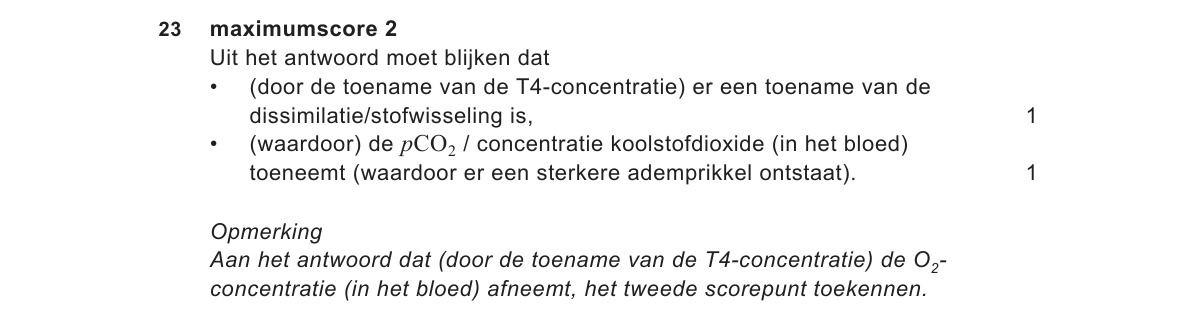 23 maximumscore 2
Uit het antwoord moet blijken dat
• (door de toename van de T4-concentratie) er een toename van de
dissimilatie/stofwisseling is, 1
• (waardoor) de pCO₂ / concentratie koolstofdioxide (in het bloed)
toeneemt (waardoor er een sterkere ademprikkel ontstaat). 1
Opmerking
Aan het antwoord dat (door de toename van de T4-concentratie) de O₂-
concentratie (in het bloed) afneemt, het tweede scorepunt toekennen.